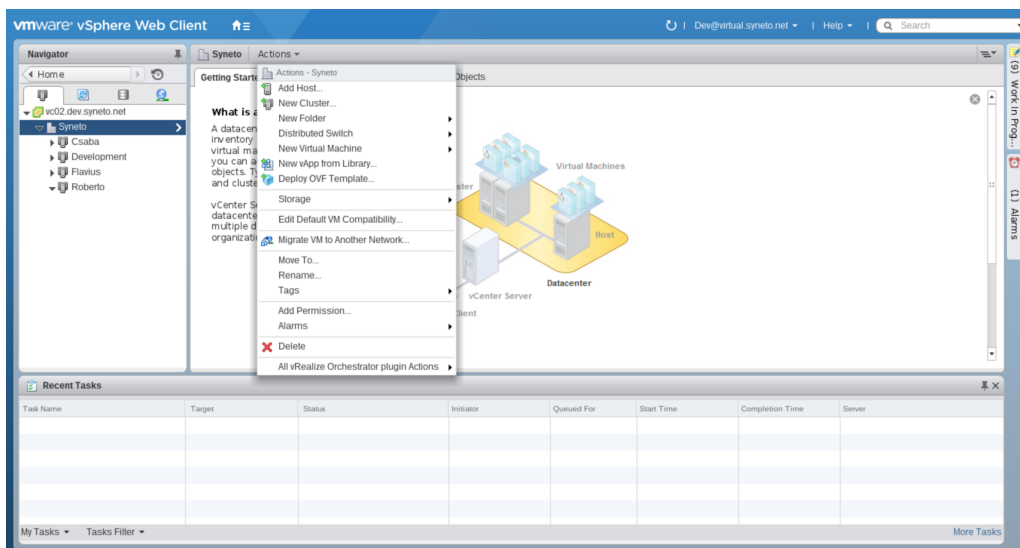 vmware® vSphere Web Client
Dev@virtual.syneto.net
Help
Search
Navigator
Home
vc02.dev.syneto.net
Syneto
Csaba
Development
Flavius
Roberto
Syneto
Actions
Getting Starte
Objects
What is a
A datacen
inventory
virtual ma
you can a
objects. Ty
and cluste
vCenter Se
datacente
multiple d
organizati
Actions - Syneto
Add Host...
New Cluster...
New Folder
Distributed Switch
New Virtual Machine
New vApp from Library...
Deploy OVF Template...
Storage
Edit Default VM Compatibility...
Migrate VM to Another Network...
Move To...
Rename...
Tags
Add Permission...
Alarms
Delete
All vRealize Orchestrator plugin Actions
Virtual Machines
ster
Host
Datacenter
vCenter Server
lient
(9) Work In Prog...
(1) Alarms
Recent Tasks
Task Name Target Status Initiator Queued For Start Time Completion Time Server
My Tasks Tasks Filter More Tasks